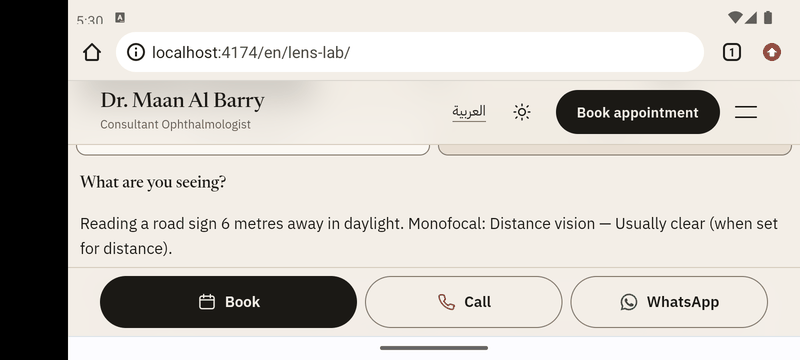 5:30
A
localhost:4174/en/lens-lab/
1
Dr. Maan Al Barry
Consultant Ophthalmologist
العربية
Book appointment
What are you seeing?
Reading a road sign 6 metres away in daylight. Monofocal: Distance vision — Usually clear (when set
for distance).
Book
Call
WhatsApp